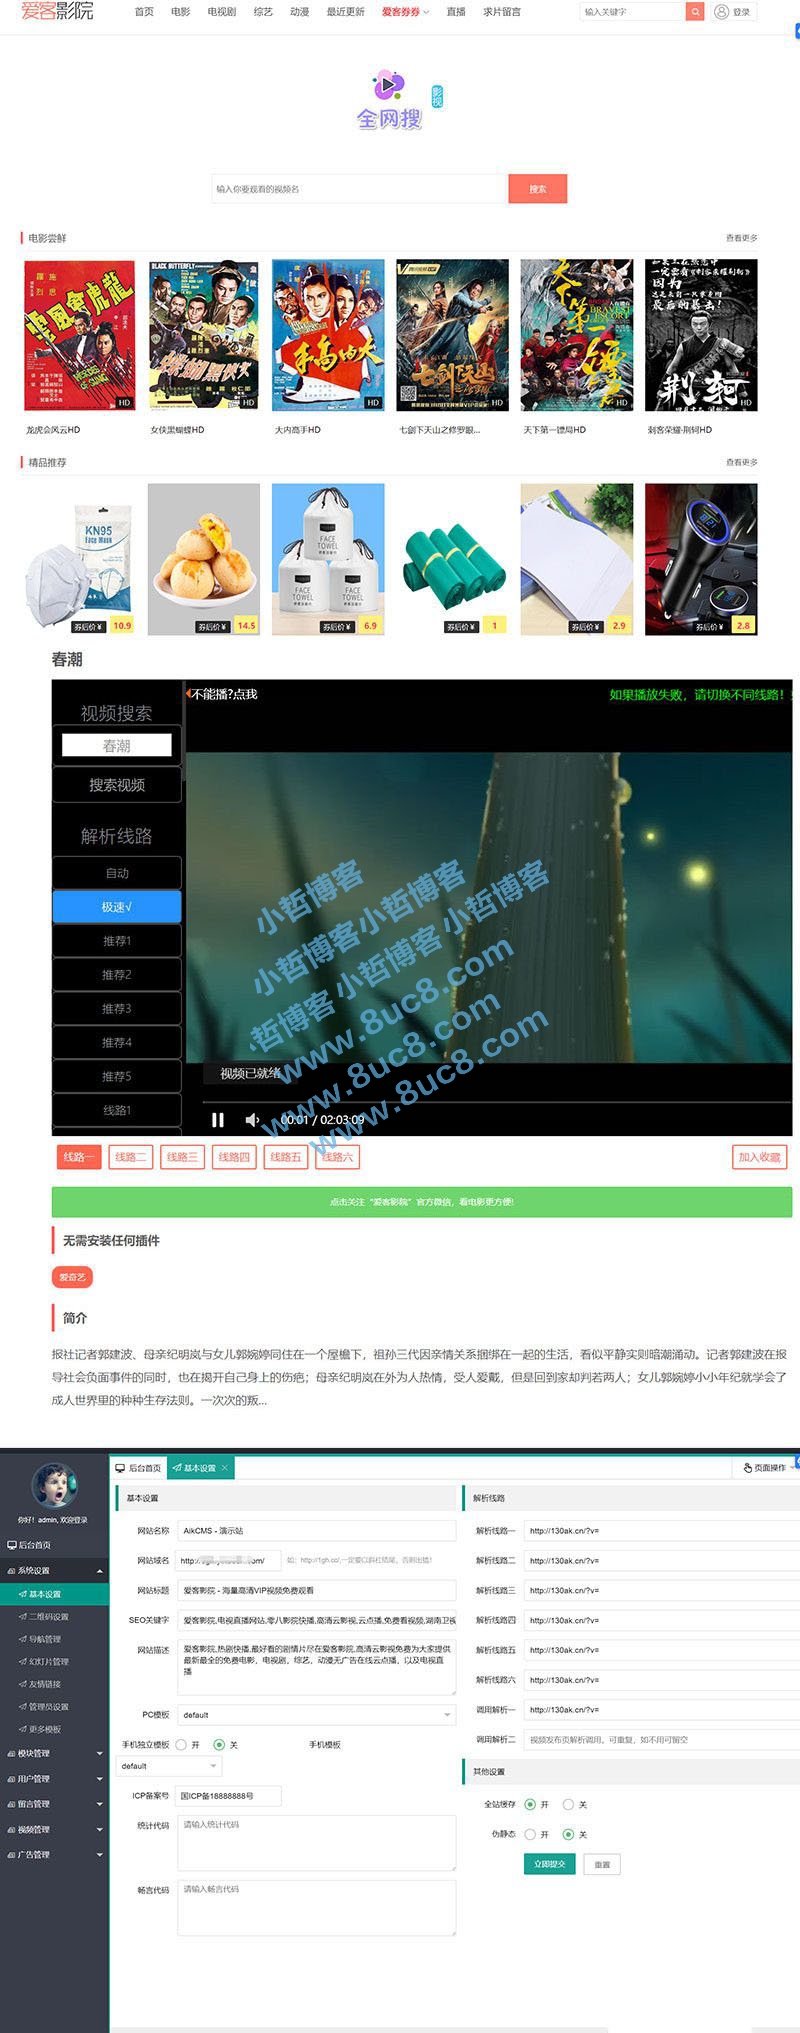 爱客影院
首页 电影 电视剧 综艺 动漫 最近更新 爱客券券 直播 求片留言
输入关键字
登录
影视
全网搜
输入你要观看的视频名
搜索
电影尝鲜
查看更多
HD HD HD HD HD HD
龙虎会风云HD
女侠黑蝴蝶HD
大内高手HD
七剑下天山之修罗眼...
天下第一镖局HD
刺客荣耀·荆轲HD
精品推荐
查看更多
KN95
Face Mask
FACE
TOWEL
FACE
TOWEL
FACE
TOWEL
券后价 ¥ 10.9
券后价 ¥ 14.5
券后价 ¥ 6.9
券后价 ¥ 1
券后价 ¥ 2.9
券后价 ¥ 2.8
春潮
视频搜索
春潮
搜索视频
解析线路
自动
极速√
推荐1
推荐2
推荐3
推荐4
推荐5
线路1
不能播?点我
如果播放失败，请切换不同线路！
小哲博客
小哲博客小哲博客
哲博客 小哲博客 小哲博客
www.8uc8.com
www.8uc8.com
www.8uc8.com
视频已就绪
00:01 / 02:03:09
线路一 线路二 线路三 线路四 线路五 线路六
加入收藏
点击关注“爱客影院”官方微信，看电影更方便!
无需安装任何插件
爱奇艺
简介
报社记者郭建波、母亲纪明岚与女儿郭婉婷同住在一个屋檐下，祖孙三代因亲情关系捆绑在一起的生活，看似平静实则暗潮涌动。记者郭建波在报
导社会负面事件的同时，也在揭开自己身上的伤疤；母亲纪明岚在外为人热情，受人爱戴，但是回到家却判若两人；女儿郭婉婷小小年纪就学会了
成人世界里的种种生存法则。一次次的叛...
你好！admin, 欢迎登录
后台首页
系统设置
基本设置
二维码设置
导航管理
幻灯片管理
友情链接
管理员设置
更多模板
模块管理
用户管理
留言管理
视频管理
广告管理
后台首页 基本设置 ×
页面操作
基本设置
网站名称 AikCMS - 演示站
网站域名 http: /
如：http://1gh.cc/,一定要以斜杠结尾，否则出错！
网站标题 爱客影院 - 海量高清VIP视频免费观看
SEO关键字 爱客影院,电视直播网站,零八影院快播,高清云影视,云点播,免费看视频,湖南卫视
网站描述 爱客影院,热剧快播,最好看的剧情片尽在爱客影院,高清云影视免费为大家提供
最新最全的免费电影，电视剧，综艺，动漫无广告在线云点播，以及电视直
播
PC模板 default
手机独立模板 开 关 手机模板
default
ICP备案号 国ICP备18888888号
统计代码 请输入统计代码
畅言代码 请输入畅言代码
解析线路
解析线路一 http://130ak.cn/?v=
解析线路二 http://130ak.cn/?v=
解析线路三 http://130ak.cn/?v=
解析线路四 http://130ak.cn/?v=
解析线路五 http://130ak.cn/?v=
解析线路六 http://130ak.cn/?v=
调用解析一 http://130ak.cn/?v=
调用解析二 视频发布页解析调用，可重复，如不用可留空
其他设置
全站缓存 开 关
伪静态 开 关
立即提交 重置